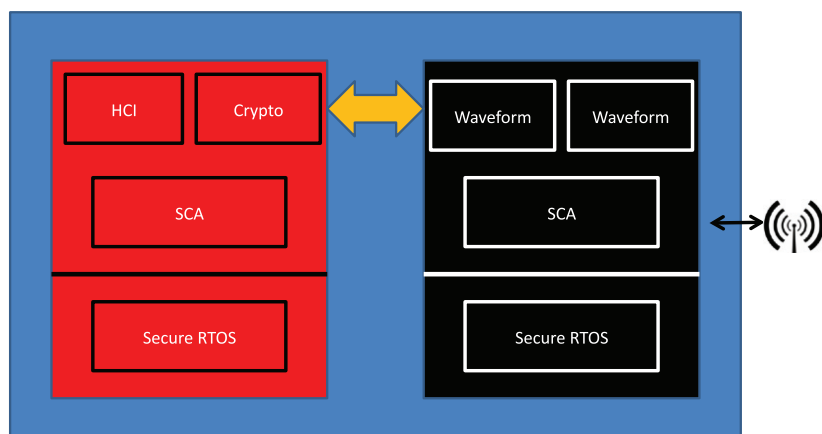 HCI
Crypto
SCA
Secure RTOS
Waveform
Waveform
SCA
Secure RTOS